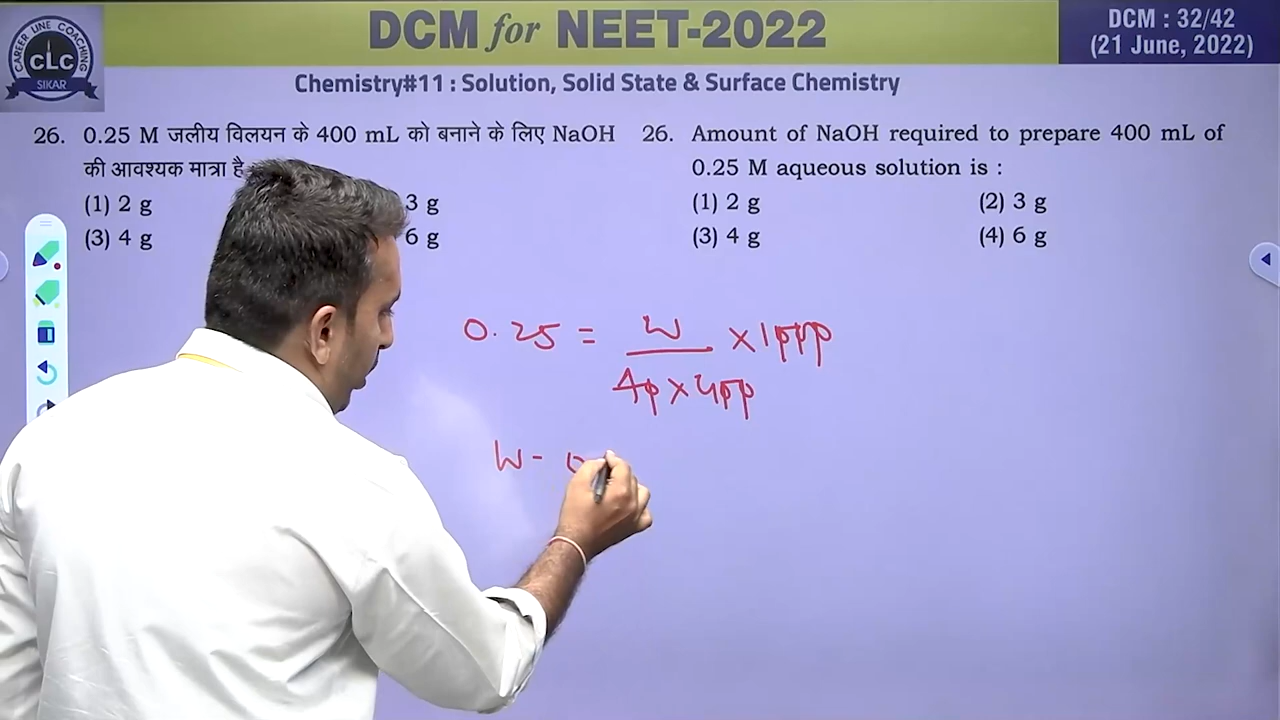 DCM for NEET-2022
DCM : 32/42
(21 June, 2022)
CAREER LINE COACHING
CLC
SIKAR
Chemistry#11 : Solution, Solid State & Surface Chemistry
26. 0.25 M जलीय विलयन के 400 mL को बनाने के लिए NaOH
की आवश्यक मात्रा है
(1) 2 g
3 g
(3) 4 g
6 g
26. Amount of NaOH required to prepare 400 mL of
0.25 M aqueous solution is :
(1) 2 g (2) 3 g
(3) 4 g (4) 6 g
0.25 = W × 1000
40 × 400
W - 0